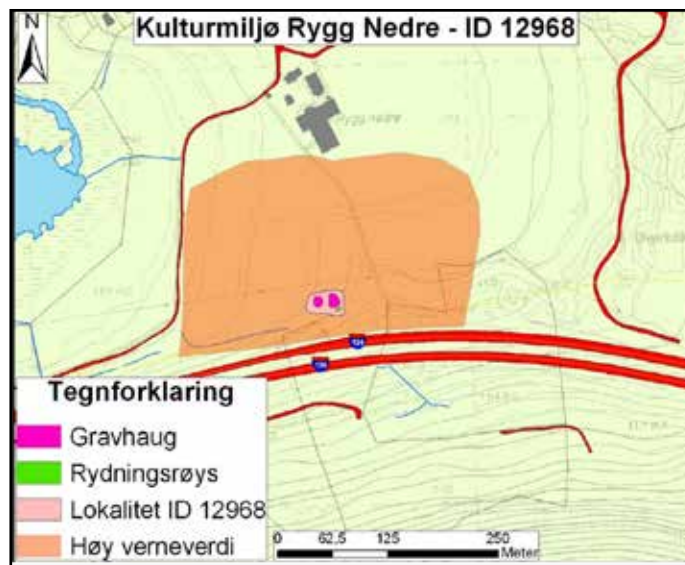 Kulturmiljø Rygg Nedre - ID 12968
N
Rygg nedre
Tegnforklaring
Gravhaug
Rydningsrøys
Lokalitet ID 12968
Høy verneverdi
0 62,5 125 250
Meter